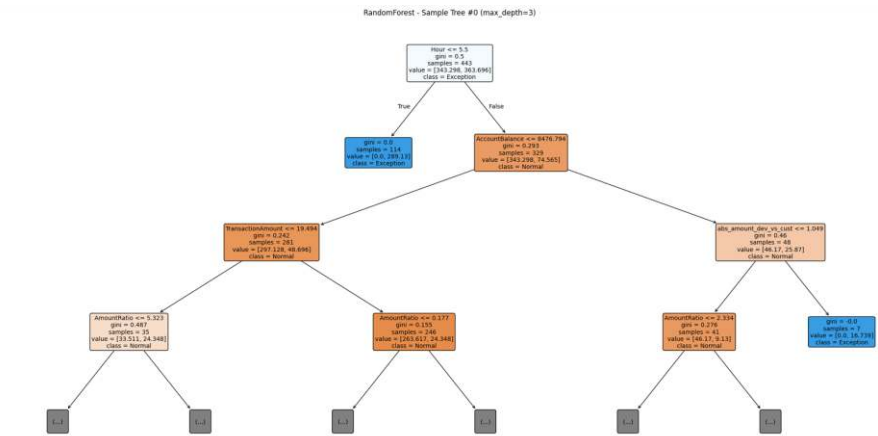 RandomForest - Sample Tree #0 (max_depth=3)
Hour <= 5.5
gini = 0.5
samples = 443
value = [343.298, 363.696]
class = Exception
True
False
gini = 0.0
samples = 114
value = [0.0, 289.13]
class = Exception
AccountBalance <= 8476.794
gini = 0.293
samples = 329
value = [343.298, 74.565]
class = Normal
TransactionAmount <= 19.494
gini = 0.242
samples = 281
value = [297.128, 48.696]
class = Normal
abs_amount_dev_vs_cust <= 1.049
gini = 0.46
samples = 48
value = [46.17, 25.87]
class = Normal
AmountRatio <= 5.323
gini = 0.487
samples = 35
value = [33.511, 24.348]
class = Normal
AmountRatio <= 0.177
gini = 0.155
samples = 246
value = [263.617, 24.348]
class = Normal
AmountRatio <= 2.334
gini = 0.276
samples = 41
value = [46.17, 9.13]
class = Normal
gini = -0.0
samples = 7
value = [0.0, 16.739]
class = Exception
(...)
(...)
(...)
(...)
(...)
(...)